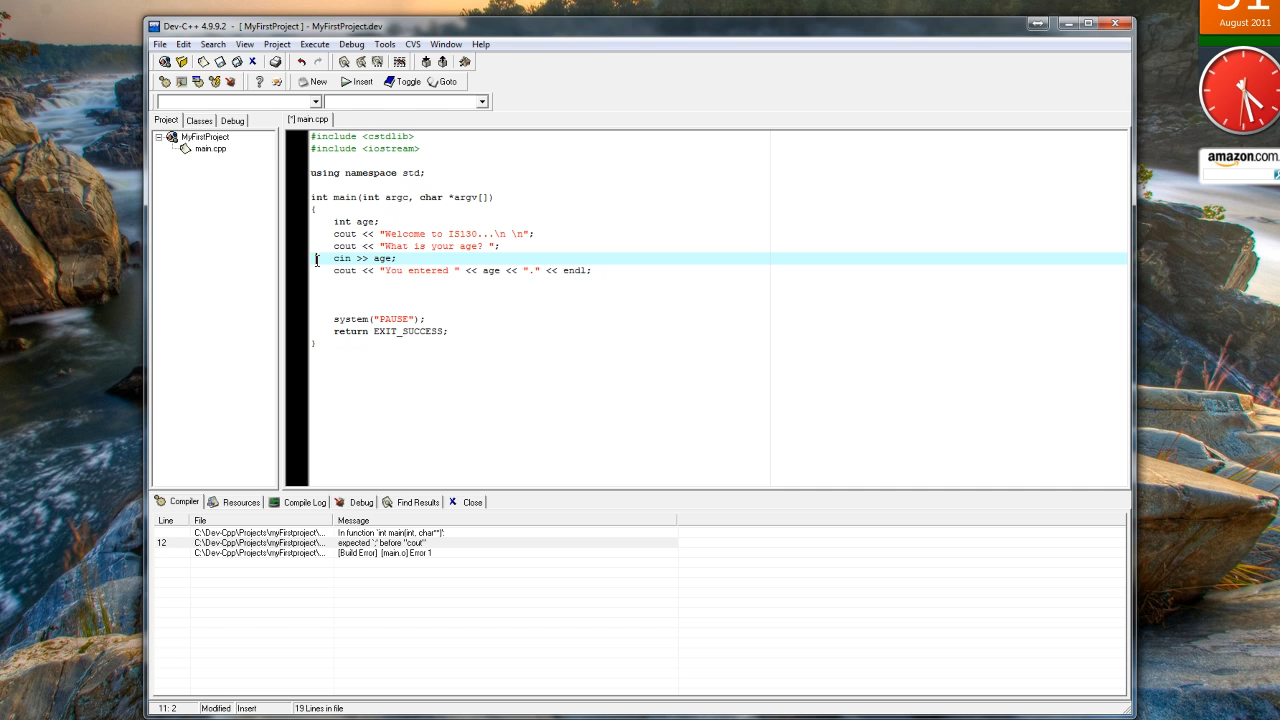 31
August 2011
amazon.com
Dev-C++ 4.9.9.2 - [ MyFirstProject ] - MyFirstProject.dev
File Edit Search View Project Execute Debug Tools CVS Window Help
New Insert Toggle Goto
Project Classes Debug
[*] main.cpp
MyFirstProject
main.cpp
#include <cstdlib>
#include <iostream>
using namespace std;
int main(int argc, char *argv[])
{
int age;
cout << "Welcome to IS130...\n \n";
cout << "What is your age? ";
cin >> age;
cout << "You entered " << age << "." << endl;
system("PAUSE");
return EXIT_SUCCESS;
}
Compiler Resources Compile Log Debug Find Results Close
Line File Message
C:\Dev-Cpp\Projects\myFirstproject\... In function `int main(int, char**)':
12 C:\Dev-Cpp\Projects\myFirstproject\... expected `;' before "cout"
C:\Dev-Cpp\Projects\myFirstproject\... [Build Error] [main.o] Error 1
11: 2 Modified Insert 19 Lines in file